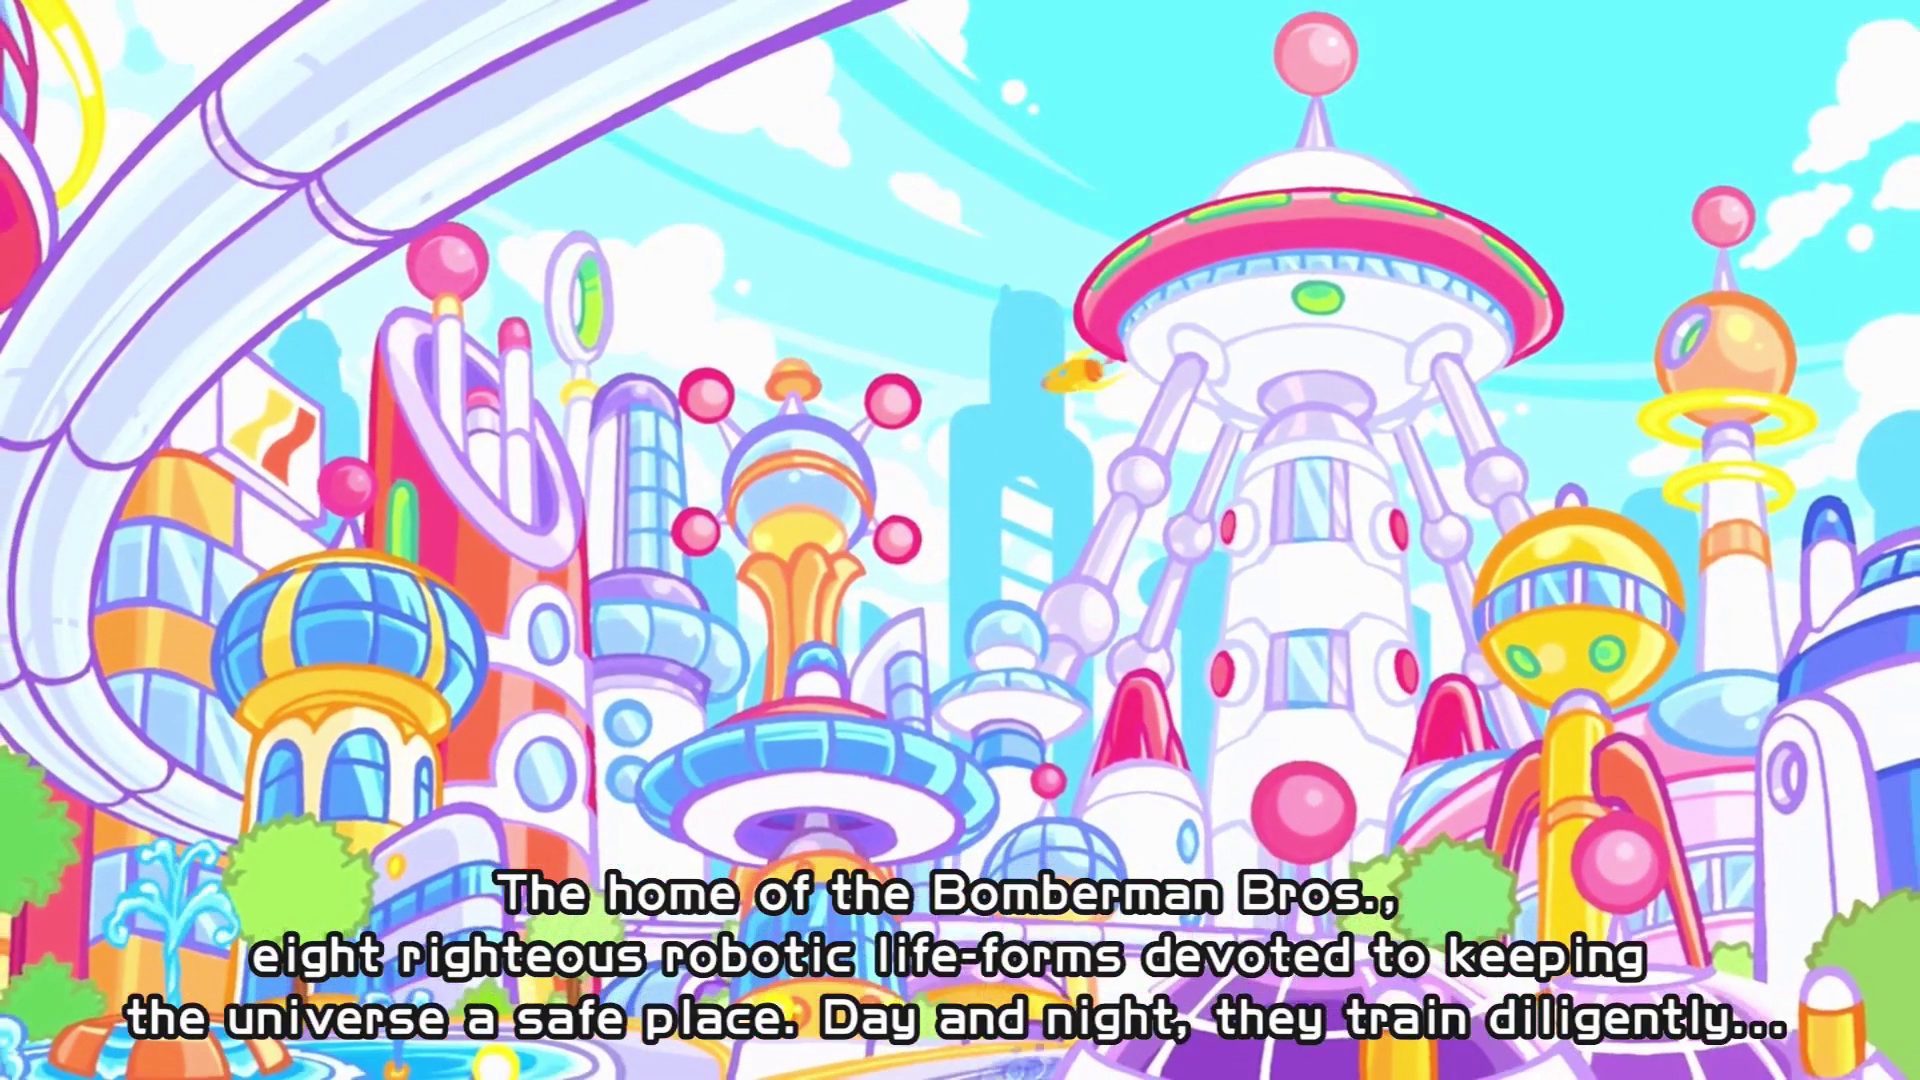 The home of the Bomberman Bros.,
eight righteous robotic life-forms devoted to keeping
the universe a safe place. Day and night, they train diligently...